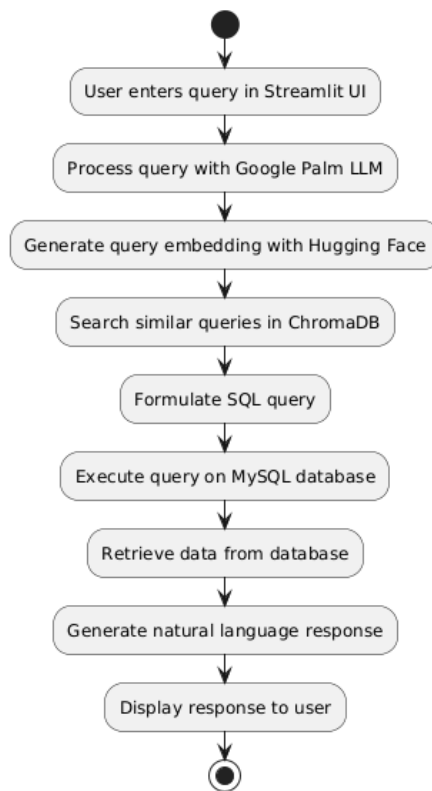 User enters query in Streamlit UI
Process query with Google Palm LLM
Generate query embedding with Hugging Face
Search similar queries in ChromaDB
Formulate SQL query
Execute query on MySQL database
Retrieve data from database
Generate natural language response
Display response to user